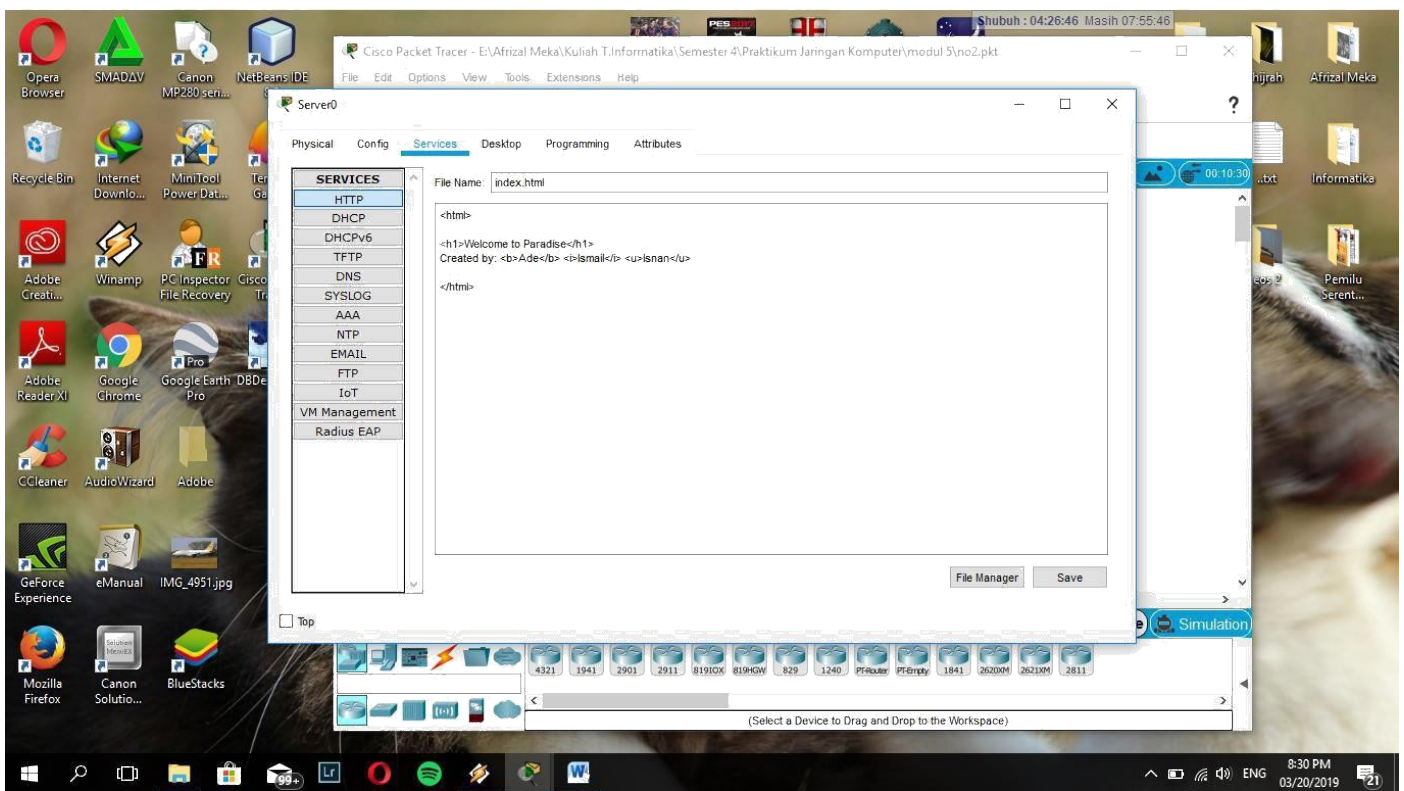 Shubuh : 04:26:46 Masih 07:55:46
PES2017
Opera
Browser
SMADAV
Canon
MP280 seri...
NetBeans IDE
Cisco Packet Tracer - E:\Afrizal Meka\Kuliah T.Informatika\Semester 4\Praktikum Jaringan Komputer\modul 5\no2.pkt
File Edit Options View Tools Extensions Help
hijrah
Afrizal Meka
Server0
Physical Config Services Desktop Programming Attributes
?
00:10:30
Recycle Bin
Internet
Downlo...
MiniTool
Power Dat...
..txt
Informatika
SERVICES
HTTP
DHCP
DHCPv6
TFTP
DNS
SYSLOG
AAA
NTP
EMAIL
FTP
IoT
VM Management
Radius EAP
File Name: index.html
<html>
<h1>Welcome to Paradise</h1>
Created by: <b>Ade</b> <i>Ismail</i> <u>Isnan</u>
</html>
File Manager Save
Top
Adobe
Creati...
Winamp
FR
PC Inspector
File Recovery
Cisco
Pemilu
Serent...
Adobe
Reader XI
Google
Chrome
Pro
Google Earth
Pro
DBDe
CCleaner
AudioWizard
Adobe
GeForce
Experience
eManual
IMG_4951.jpg
Mozilla
Firefox
Canon
Solutio...
BlueStacks
Simulation
4321 1941 2901 2911 819IOX 819HGW 829 1240 PT-Router PT-Empty 1841 2620XM 2621XM 2811
(Select a Device to Drag and Drop to the Workspace)
99+
Lr
W
ENG
8:30 PM
03/20/2019
21